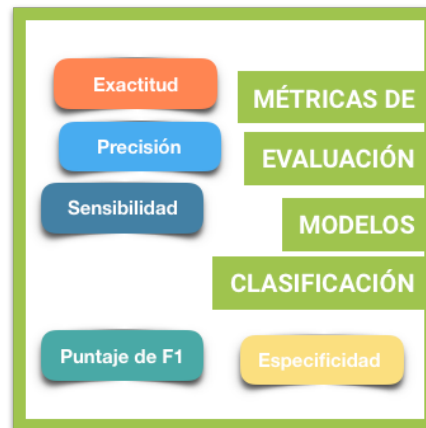 Exactitud
Precisión
Sensibilidad
MÉTRICAS DE
EVALUACIÓN
MODELOS
CLASIFICACIÓN
Puntaje de F1
Especificidad